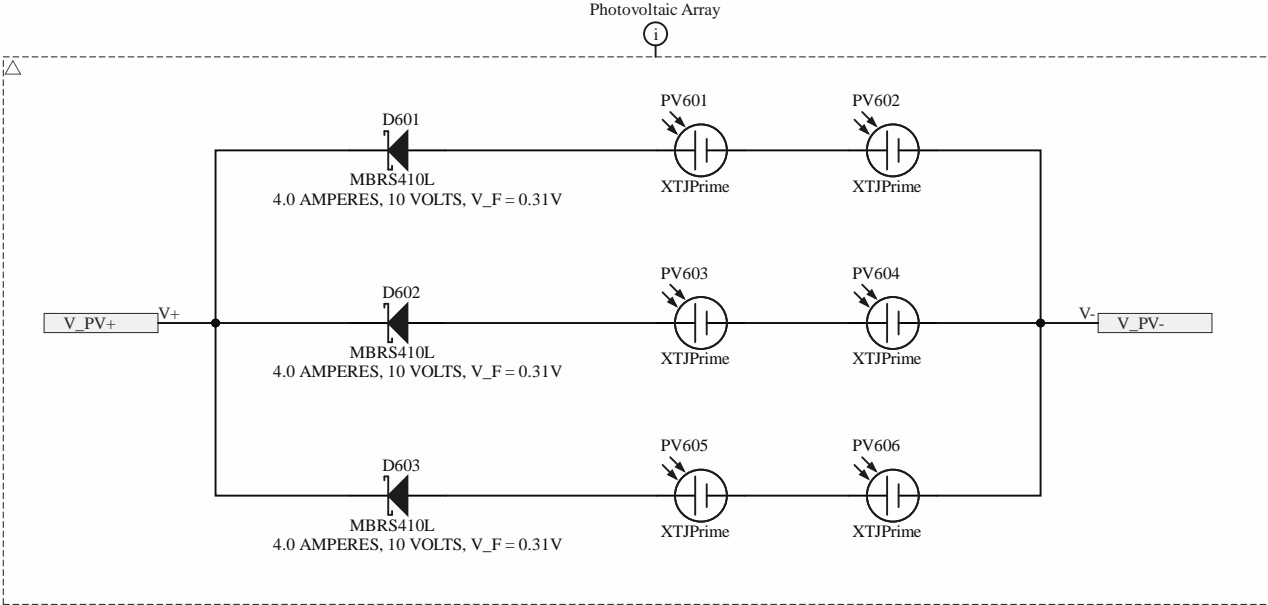 Photovoltaic Array
i
PV601
PV602
D601
MBRS410L
XTJPrime
XTJPrime
4.0 AMPERES, 10 VOLTS, V_F = 0.31V
PV603
PV604
D602
V+
V-
V_PV+
V_PV-
MBRS410L
XTJPrime
XTJPrime
4.0 AMPERES, 10 VOLTS, V_F = 0.31V
PV605
PV606
D603
MBRS410L
XTJPrime
XTJPrime
4.0 AMPERES, 10 VOLTS, V_F = 0.31V